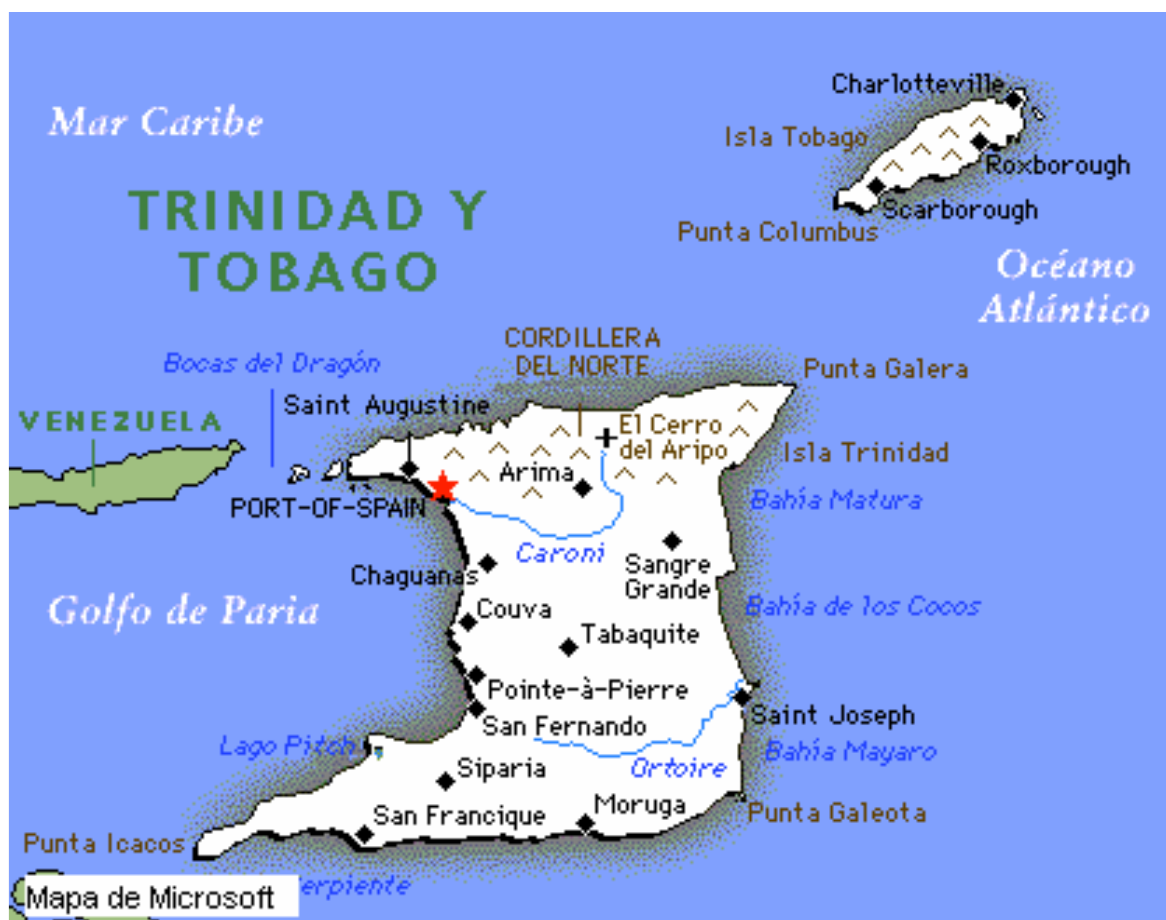 Charlotteville
Mar Caribe
Isla Tobago
Roxborough
TRINIDAD Y
TOBAGO
Scarborough
Punta Columbus
Océano
Atlántico
CORDILLERA
DEL NORTE
Bocas del Dragón
Punta Galera
Saint Augustine
VENEZUELA
El Cerro
del Aripo
Isla Trinidad
Arima
Bahía Matura
PORT-OF-SPAIN
Caroni
Sangre
Grande
Chaguanas
Golfo de Paria
Couva
Bahía de los Cocos
Tabaquite
Pointe-à-Pierre
San Fernando
Saint Joseph
Lago Pitch
Ortoire
Bahía Mayaro
Siparia
San Francique
Moruga
Punta Galeota
Punta Icacos
erpiente
Mapa de Microsoft